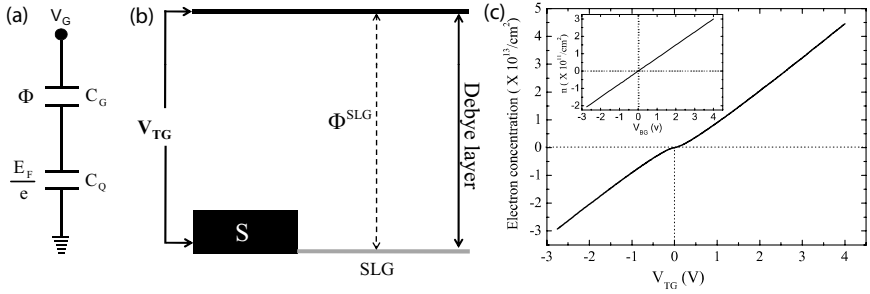 (a)
V_G
Φ
C_G
E_F
e
C_Q
(b)
V_TG
Φ^SLG
Debye layer
S
SLG
(c)
Electron concentration ( X 10^13/cm^2)
5
4
3
2
1
0
-1
-2
-3
-3 -2 -1 0 1 2 3 4 5
V_TG (V)
n ( X 10^11/cm^2)
3
2
1
0
-1
-2
-3 -2 -1 0 1 2 3 4
V_BG (v)